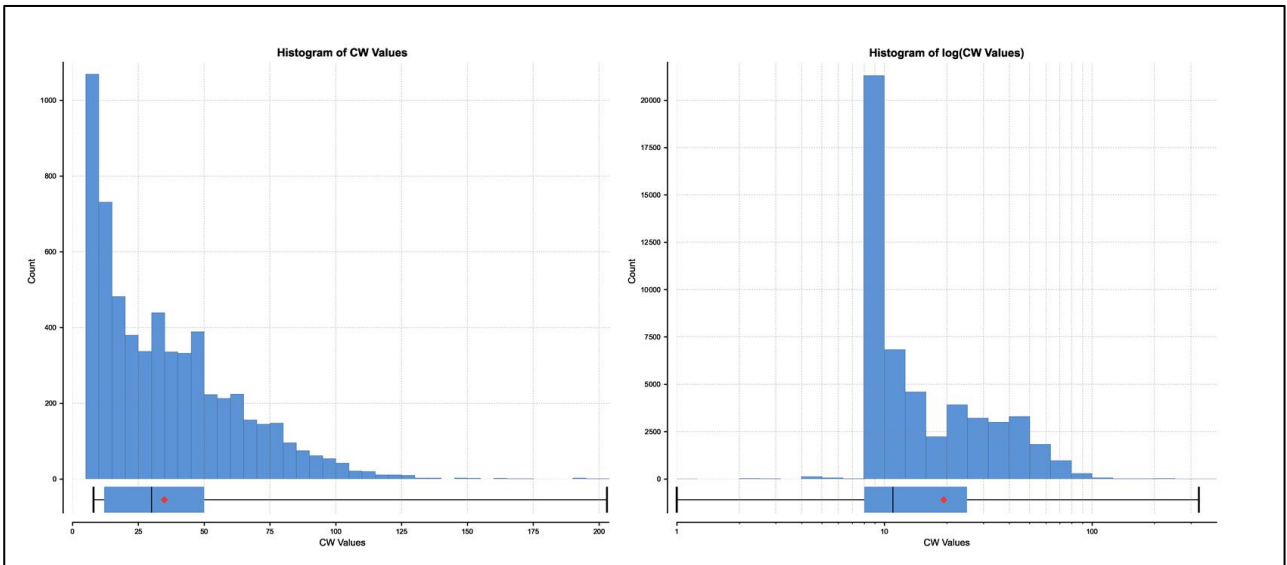 Histogram of CW Values
Count
1000
800
600
400
200
0
0 25 50 75 100 125 150 175 200
CW Values
Histogram of log(CW Values)
Count
20000
17500
15000
12500
10000
7500
5000
2500
0
1 10 100
CW Values